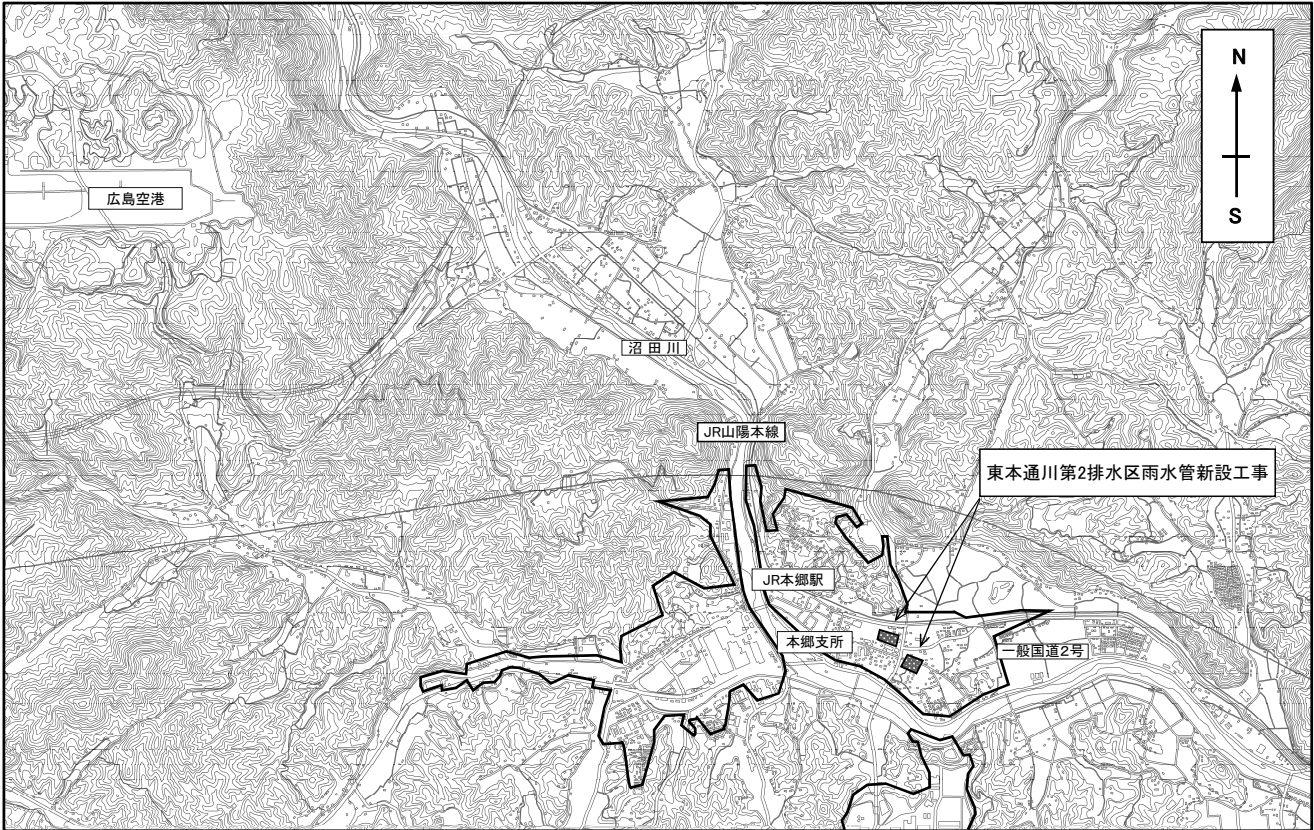 N
S
広島空港
沼田川
JR山陽本線
東本通川第2排水区雨水管新設工事
JR本郷駅
本郷支所
一般国道2号